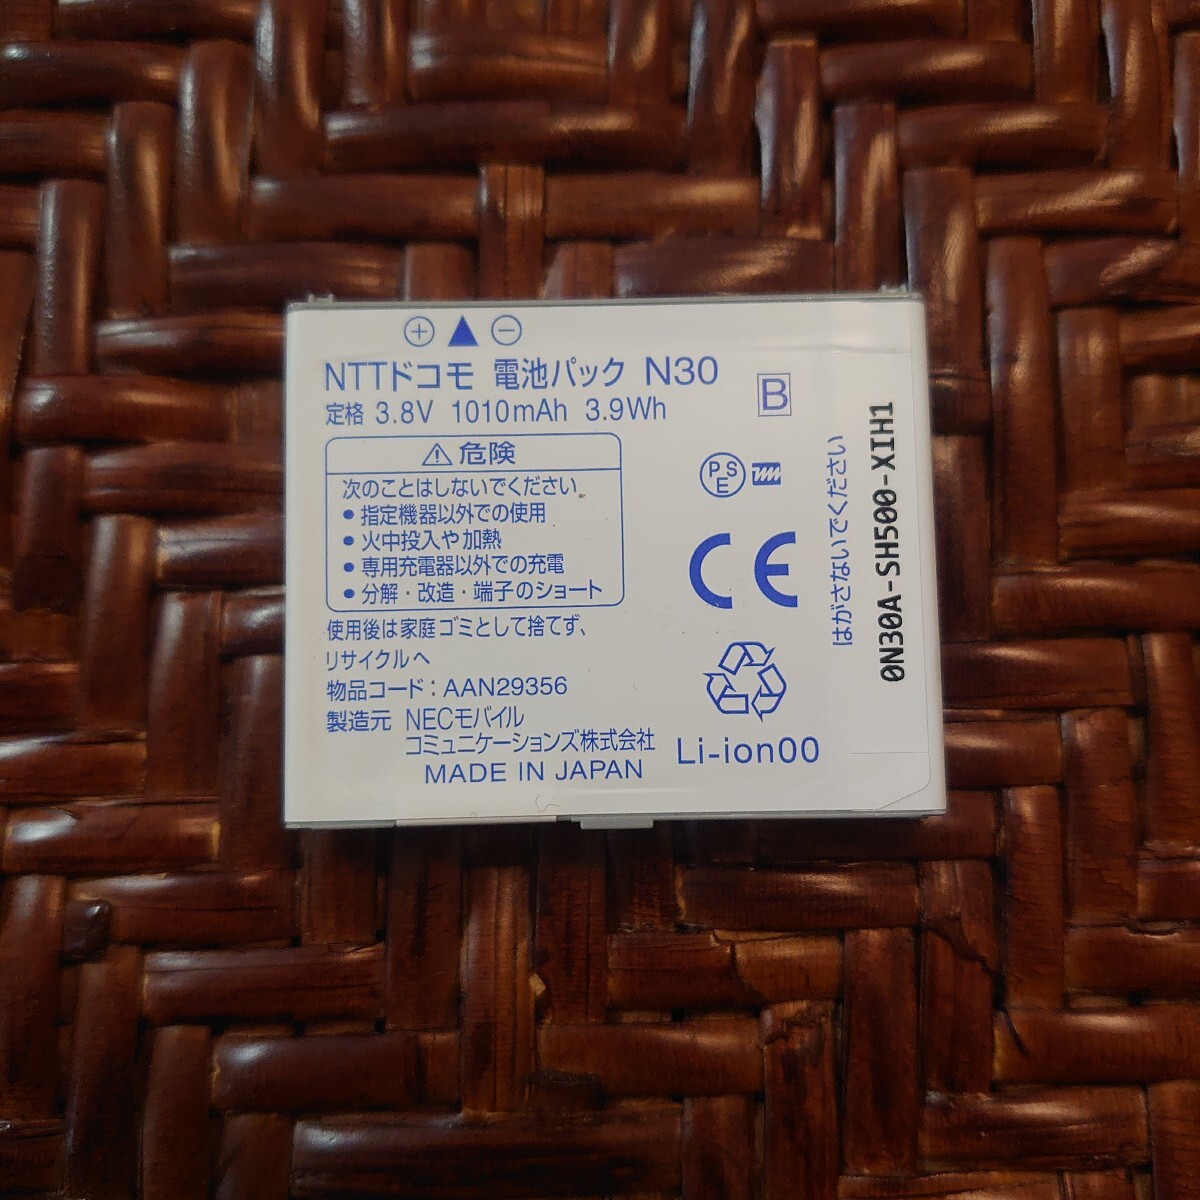 ⊕ ▲ ⊖
NTTドコモ 電池パック N30
定格 3.8V 1010mAh 3.9Wh
B
⚠危険
次のことはしないでください。
• 指定機器以外での使用
• 火中投入や加熱
• 専用充電器以外での充電
• 分解・改造・端子のショート
使用後は家庭ゴミとして捨てず、
リサイクルへ
物品コード:AAN29356
製造元 NECモバイル
コミュニケーションズ株式会社
MADE IN JAPAN
PSE
CE
Li-ion00
はがさないでください
0N30A-SH500-XIH1